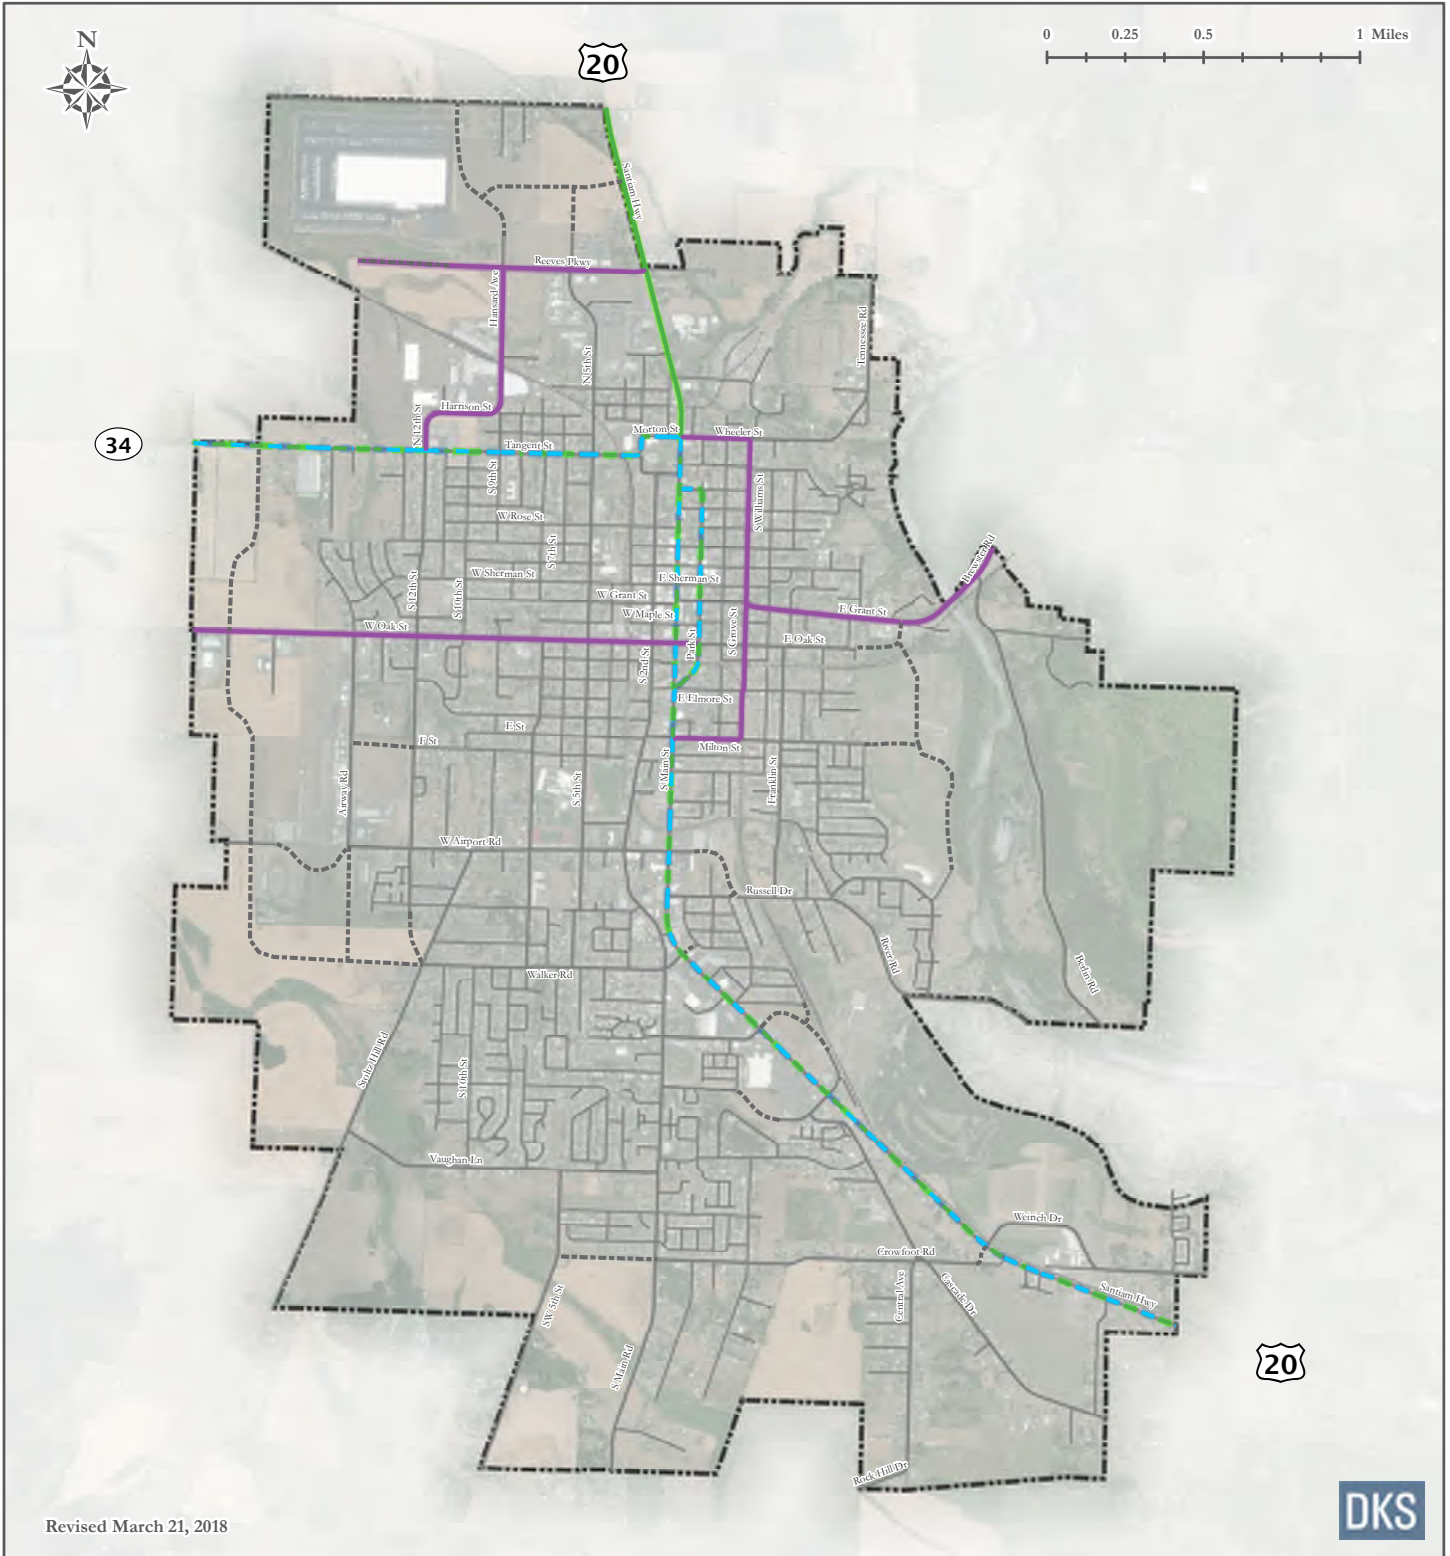 N
0 0.25 0.5 1 Miles
20
Santiam Hwy
Reeves Pkwy
Hansard Ave
Tennessee Rd
N 5th St
Harrison St
N 12th St
34
Morton St
Wheeler St
Tangent St
S 9th St
S Williams St
W Rose St
S 7th St
Brewster Rd
W Sherman St
E Sherman St
S 12th St
S 10th St
W Grant St
E Grant St
W Maple St
W Oak St
Park St
S Grove St
E Oak St
S 2nd St
E Elmore St
E St
F St
Milton St
S Main St
Airway Rd
S 5th St
Franklin St
W Airport Rd
Russell Dr
River Rd
Walker Rd
Berlin Rd
Stoltz Hill Rd
S 10th St
Vaughan Ln
Weirich Dr
Crowfoot Rd
SW 5th St
Central Ave
Cascade Dr
Santiam Hwy
S Main Rd
20
Rock Hill Dr
Revised March 21, 2018
DKS